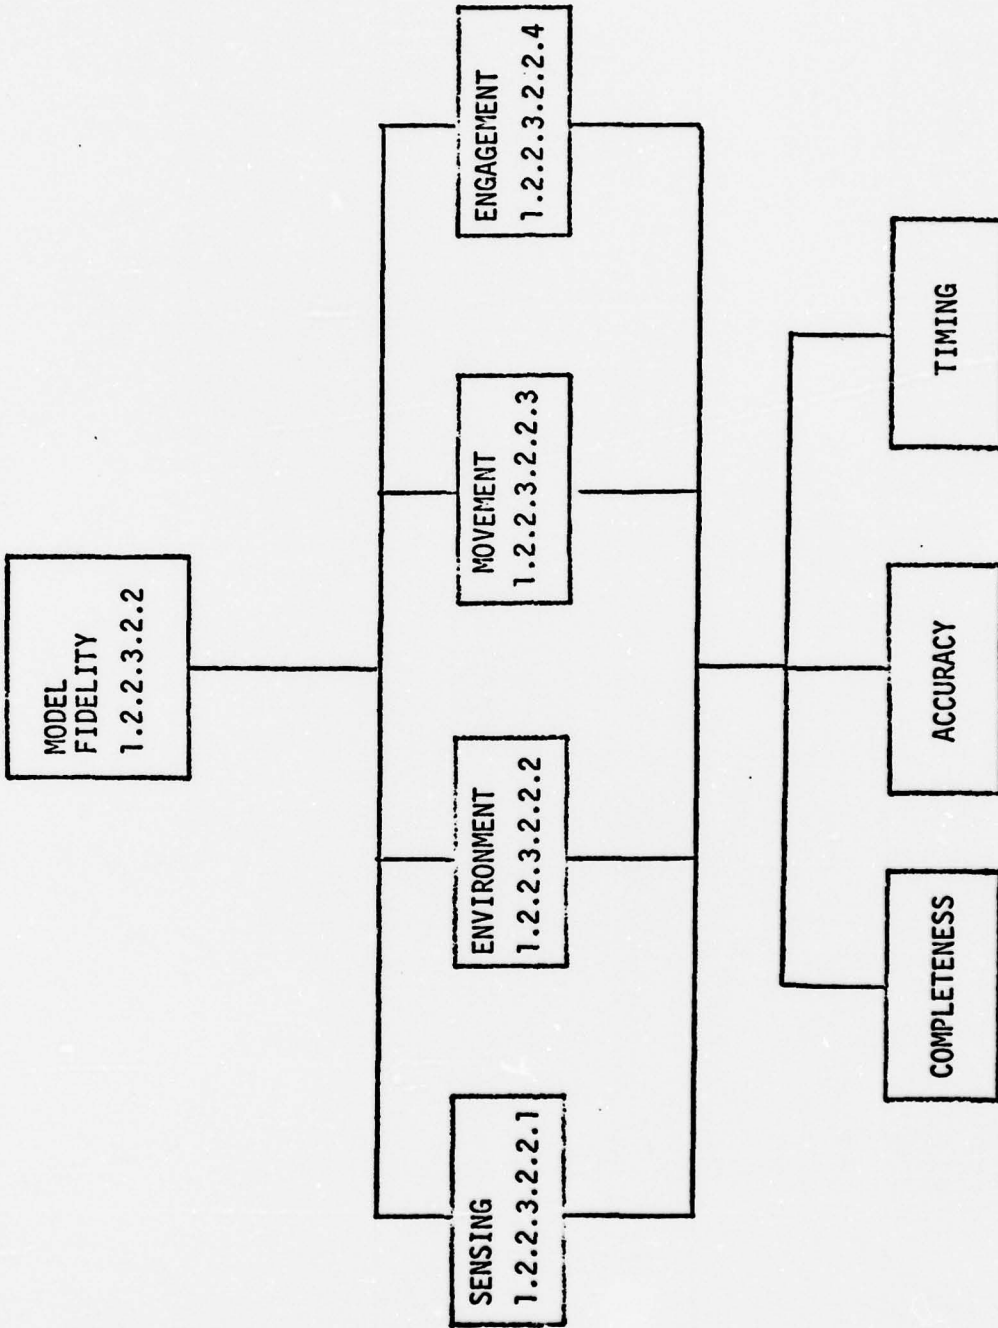 MODEL
FIDELITY
1.2.2.3.2.2
SENSING
1.2.2.3.2.2.1
ENVIRONMENT
1.2.2.3.2.2.2
MOVEMENT
1.2.2.3.2.2.3
ENGAGEMENT
1.2.2.3.2.2.4
COMPLETENESS
ACCURACY
TIMING